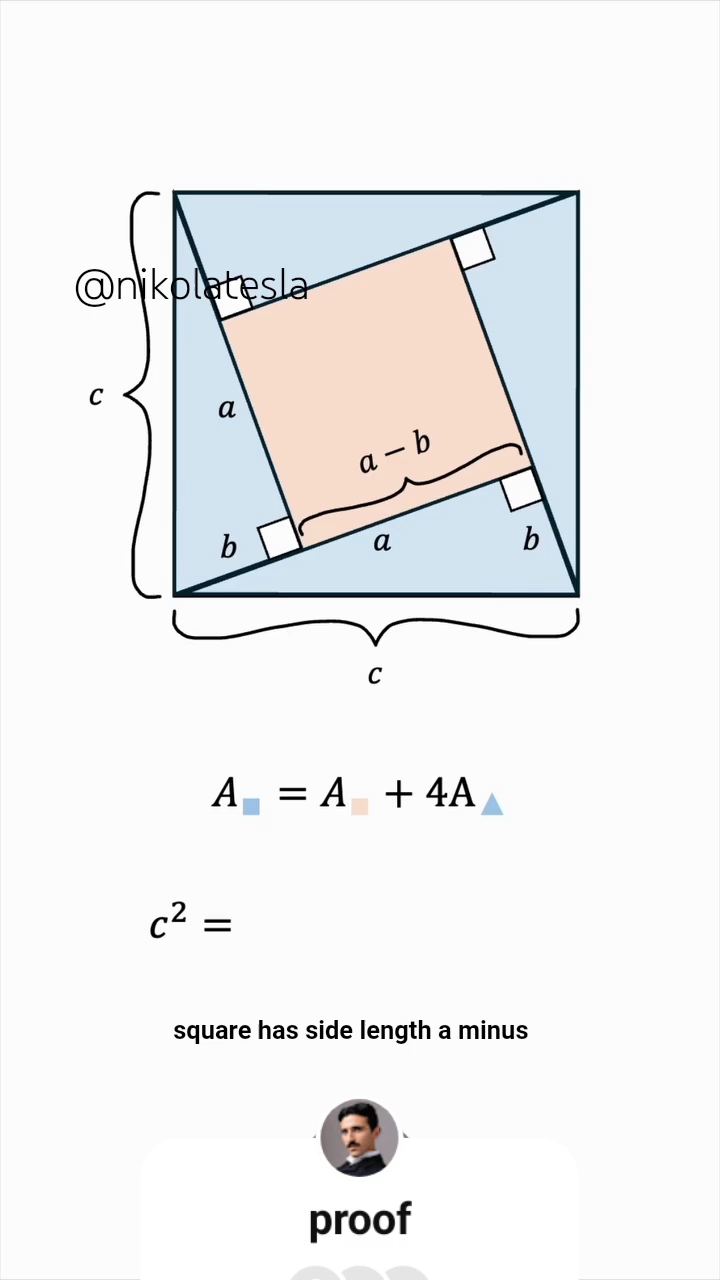 @nikolatesla
c
a
a – b
b
a
b
c
A = A + 4A
c² =
square has side length a minus
proof